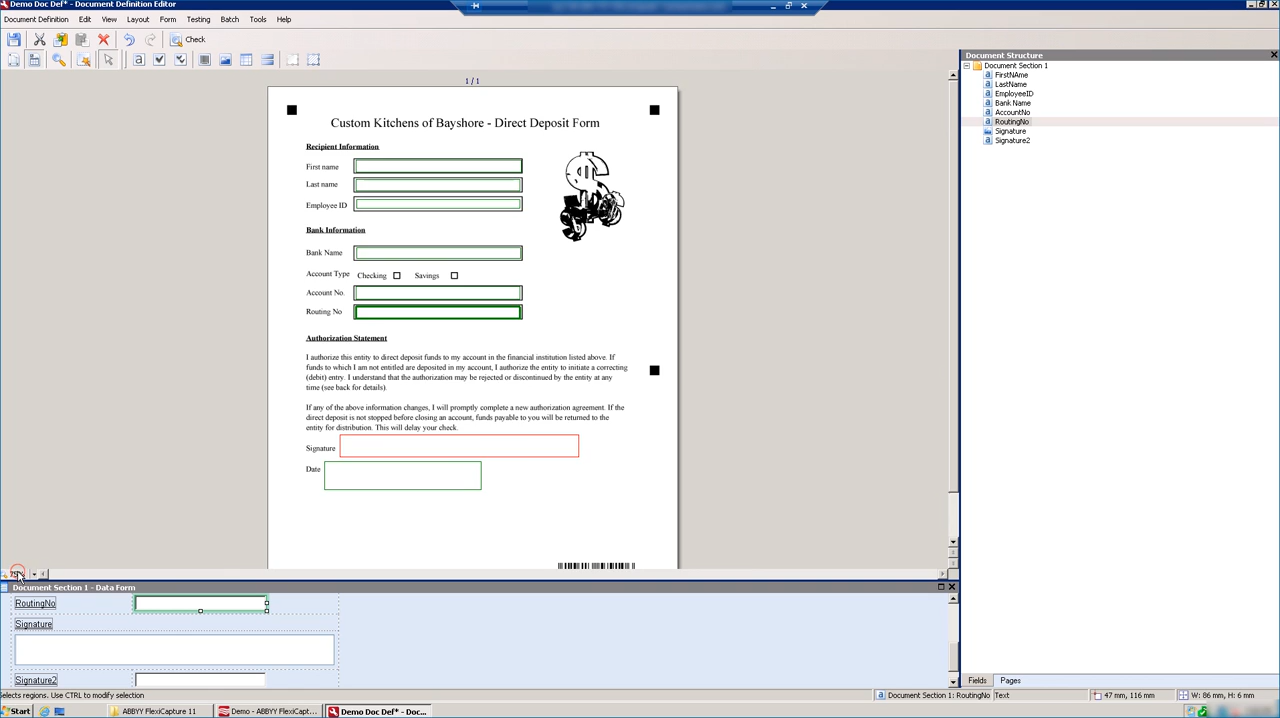 Demo Doc Def* - Document Definition Editor
Document Definition Edit View Layout Form Testing Batch Tools Help
Check
Document Structure
Document Section 1
FirstNAme
LastName
EmployeeID
Bank Name
AccountNo
RoutingNo
Signature
Signature2
1 / 1
Custom Kitchens of Bayshore - Direct Deposit Form
Recipient Information
First name
Last name
Employee ID
Bank Information
Bank Name
Account Type Checking Savings
Account No.
Routing No
Authorization Statement
I authorize this entity to direct deposit funds to my account in the financial institution listed above. If
funds to which I am not entitled are deposited in my account, I authorize the entity to initiate a correcting
(debit) entry. I understand that the authorization may be rejected or discontinued by the entity at any
time (see back for details).
If any of the above information changes, I will promptly complete a new authorization agreement. If the
direct deposit is not stopped before closing an account, funds payable to you will be returned to the
entity for distribution. This will delay your check.
Signature
Date
Document Section 1 - Data Form
RoutingNo
Signature
Signature2
Fields Pages
Selects regions. Use CTRL to modify selection
Document Section 1: RoutingNo Text 47 mm, 116 mm W: 86 mm, H: 6 mm
Start ABBYY FlexiCapture 11 Demo - ABBYY FlexiCapt... Demo Doc Def* - Doc...